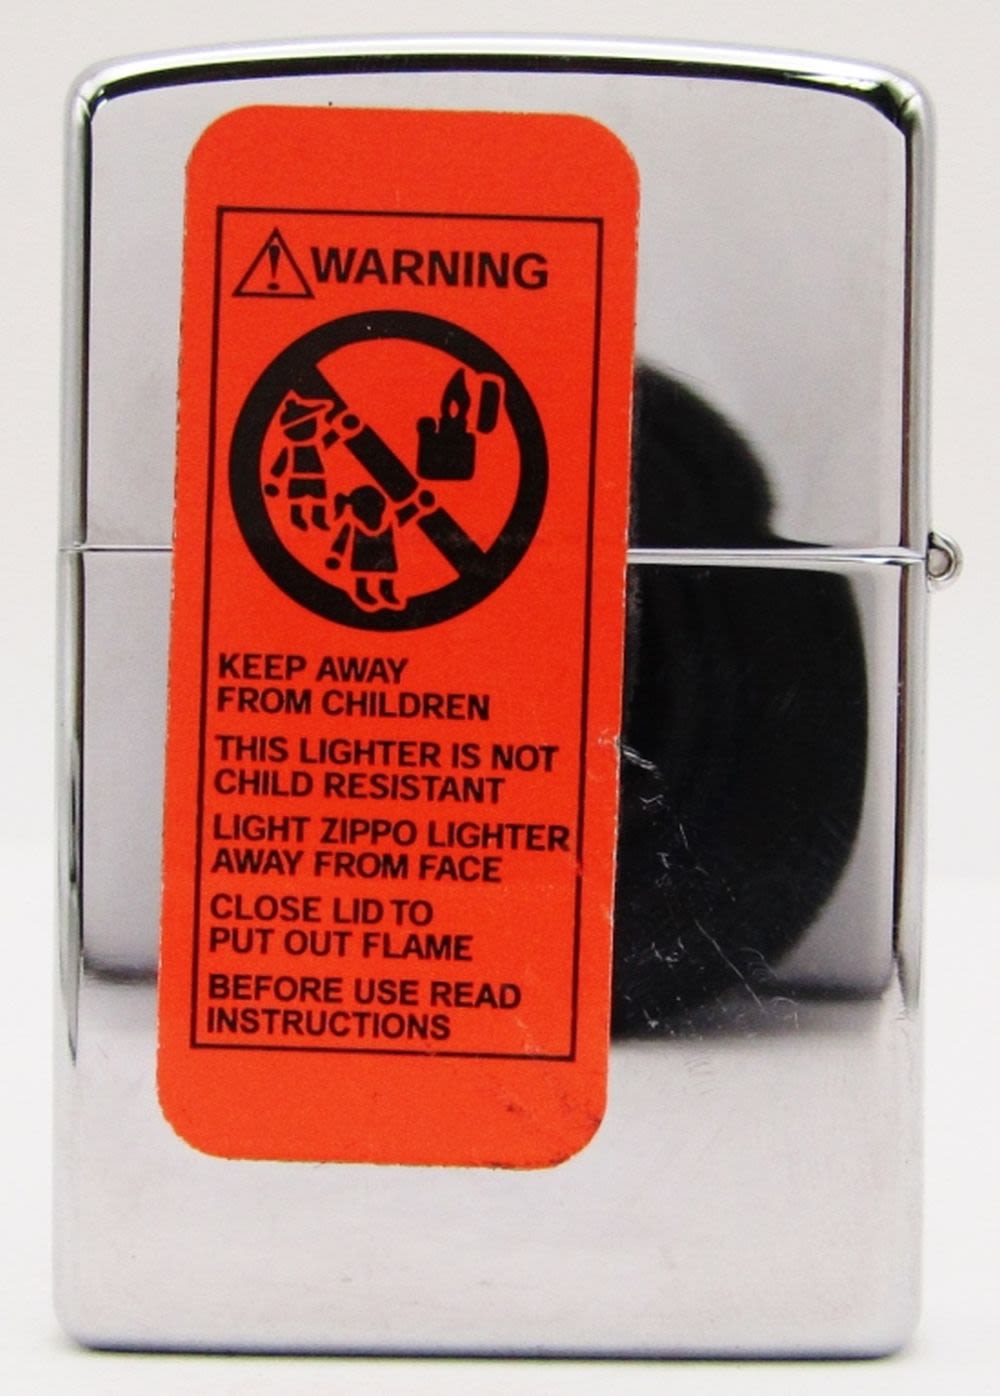 WARNING
KEEP AWAY
FROM CHILDREN
THIS LIGHTER IS NOT
CHILD RESISTANT
LIGHT ZIPPO LIGHTER
AWAY FROM FACE
CLOSE LID TO
PUT OUT FLAME
BEFORE USE READ
INSTRUCTIONS